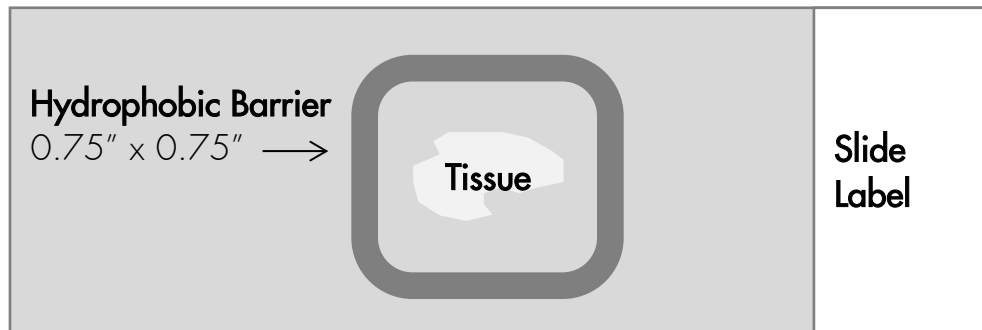 Hydrophobic Barrier
0.75" x 0.75"
Tissue
Slide
Label